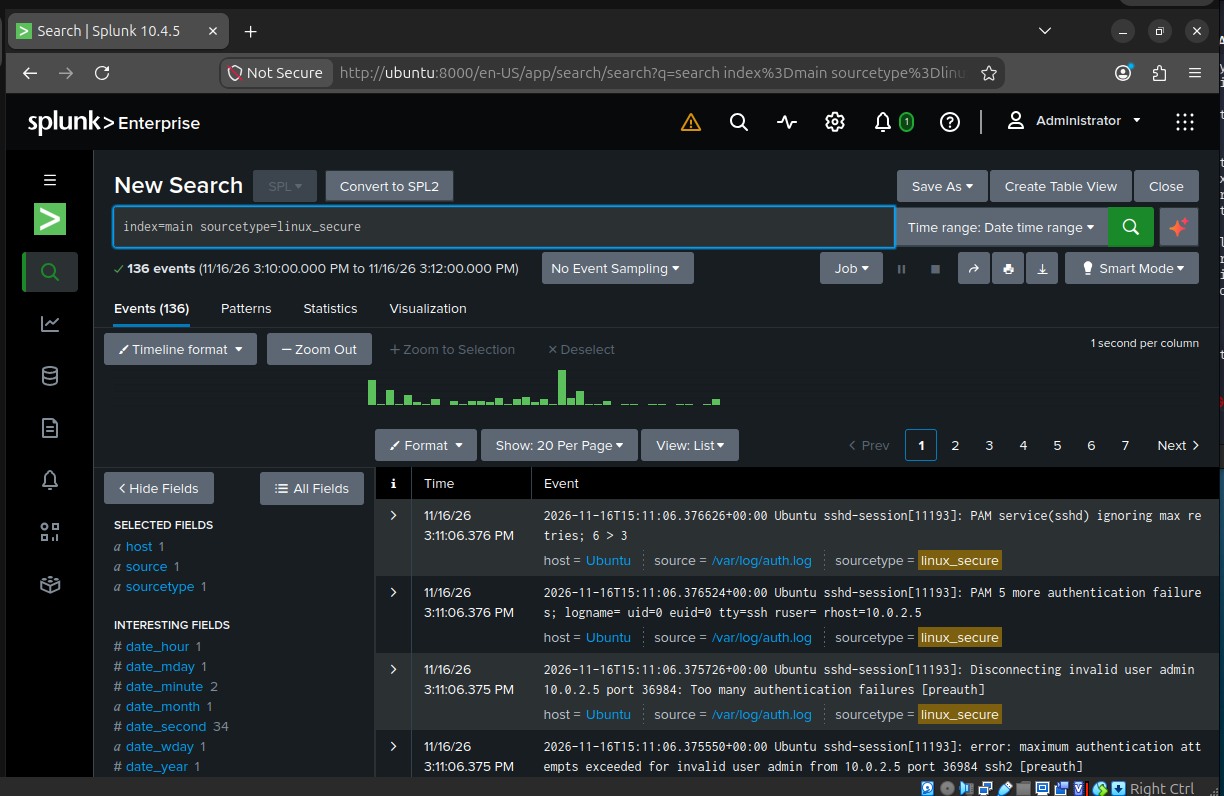 Search | Splunk 10.4.5
Not Secure http://ubuntu:8000/en-US/app/search/search?q=search index%3Dmain sourcetype%3Dlinu
splunk> Enterprise
1
Administrator
New Search SPL Convert to SPL2 Save As Create Table View Close
index=main sourcetype=linux_secure Time range: Date time range
136 events (11/16/26 3:10:00.000 PM to 11/16/26 3:12:00.000 PM) No Event Sampling Job Smart Mode
Events (136) Patterns Statistics Visualization
Timeline format Zoom Out + Zoom to Selection × Deselect 1 second per column
Format Show: 20 Per Page View: List Prev 1 2 3 4 5 6 7 Next
Hide Fields All Fields
SELECTED FIELDS
a host 1
a source 1
a sourcetype 1
INTERESTING FIELDS
# date_hour 1
# date_mday 1
# date_minute 2
a date_month 1
# date_second 34
a date_wday 1
# date_year 1
i Time Event
11/16/26
3:11:06.376 PM
2026-11-16T15:11:06.376626+00:00 Ubuntu sshd-session[11193]: PAM service(sshd) ignoring max re
tries; 6 > 3
host = Ubuntu source = /var/log/auth.log sourcetype = linux_secure
11/16/26
3:11:06.376 PM
2026-11-16T15:11:06.376524+00:00 Ubuntu sshd-session[11193]: PAM 5 more authentication failure
s; logname= uid=0 euid=0 tty=ssh ruser= rhost=10.0.2.5
host = Ubuntu source = /var/log/auth.log sourcetype = linux_secure
11/16/26
3:11:06.375 PM
2026-11-16T15:11:06.375726+00:00 Ubuntu sshd-session[11193]: Disconnecting invalid user admin
10.0.2.5 port 36984: Too many authentication failures [preauth]
host = Ubuntu source = /var/log/auth.log sourcetype = linux_secure
11/16/26
3:11:06.375 PM
2026-11-16T15:11:06.375550+00:00 Ubuntu sshd-session[11193]: error: maximum authentication att
empts exceeded for invalid user admin from 10.0.2.5 port 36984 ssh2 [preauth]
Right Ctrl